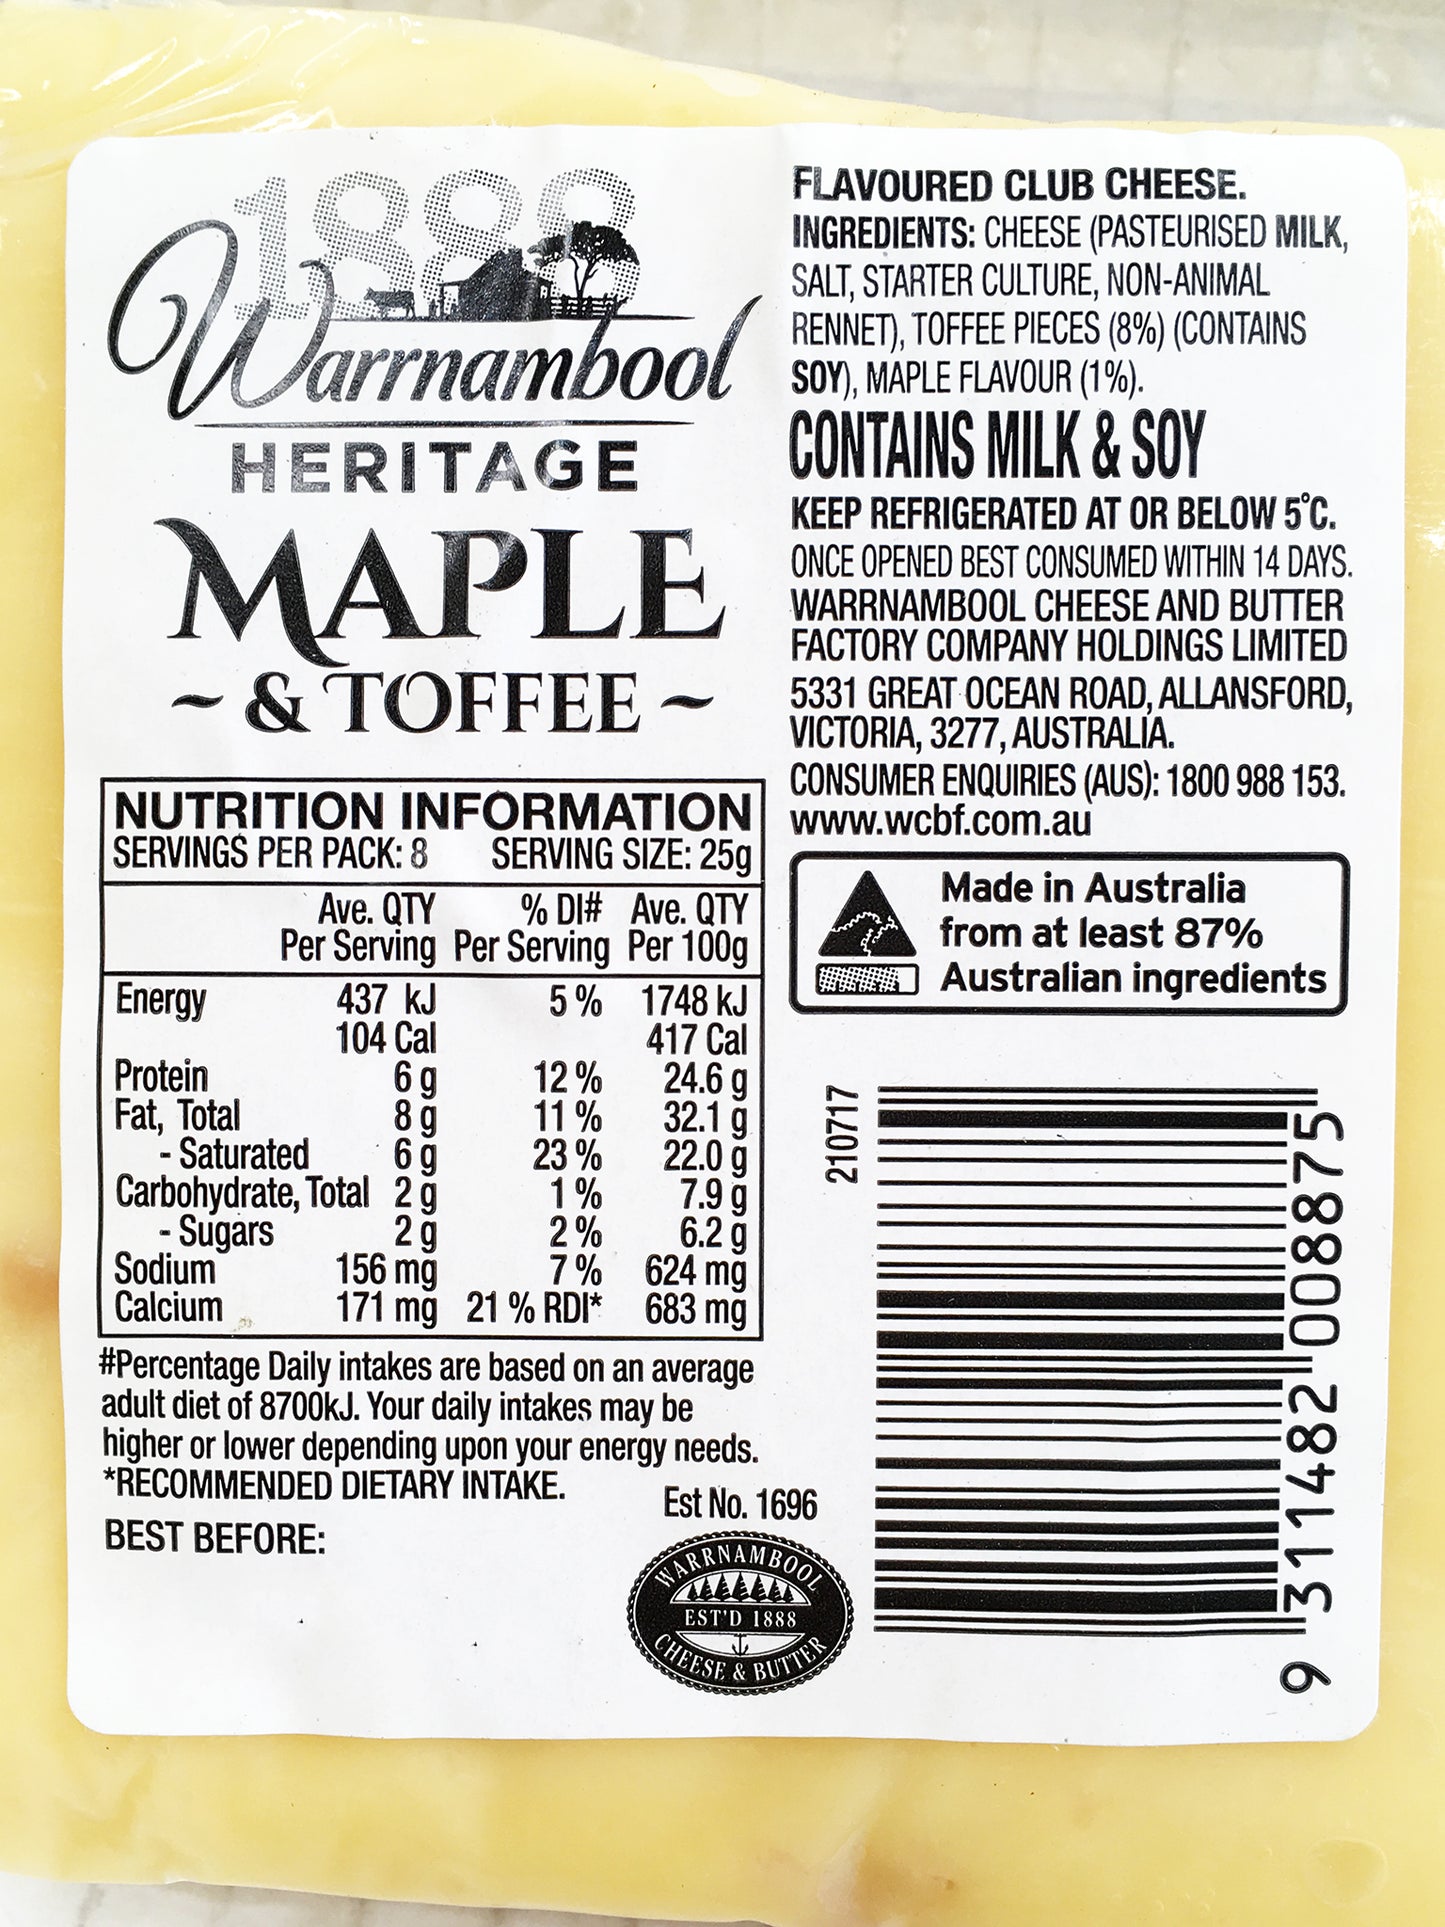 1888
Warrnambool
HERITAGE
MAPLE
~ & TOFFEE ~
NUTRITION INFORMATION
SERVINGS PER PACK: 8 SERVING SIZE: 25g
Ave. QTY % DI# Ave. QTY
Per Serving Per Serving Per 100g
Energy 437 kJ 5 % 1748 kJ
104 Cal 417 Cal
Protein 6 g 12 % 24.6 g
Fat, Total 8 g 11 % 32.1 g
- Saturated 6 g 23 % 22.0 g
Carbohydrate, Total 2 g 1 % 7.9 g
- Sugars 2 g 2 % 6.2 g
Sodium 156 mg 7 % 624 mg
Calcium 171 mg 21 % RDI* 683 mg
#Percentage Daily intakes are based on an average
adult diet of 8700kJ. Your daily intakes may be
higher or lower depending upon your energy needs.
*RECOMMENDED DIETARY INTAKE.
Est No. 1696
BEST BEFORE:
WARRNAMBOOL
EST'D 1888
CHEESE & BUTTER
FLAVOURED CLUB CHEESE.
INGREDIENTS: CHEESE (PASTEURISED MILK,
SALT, STARTER CULTURE, NON-ANIMAL
RENNET), TOFFEE PIECES (8%) (CONTAINS
SOY), MAPLE FLAVOUR (1%).
CONTAINS MILK & SOY
KEEP REFRIGERATED AT OR BELOW 5°C.
ONCE OPENED BEST CONSUMED WITHIN 14 DAYS.
WARRNAMBOOL CHEESE AND BUTTER
FACTORY COMPANY HOLDINGS LIMITED
5331 GREAT OCEAN ROAD, ALLANSFORD,
VICTORIA, 3277, AUSTRALIA.
CONSUMER ENQUIRIES (AUS): 1800 988 153.
www.wcbf.com.au
Made in Australia
from at least 87%
Australian ingredients
210717
9 311482 008875